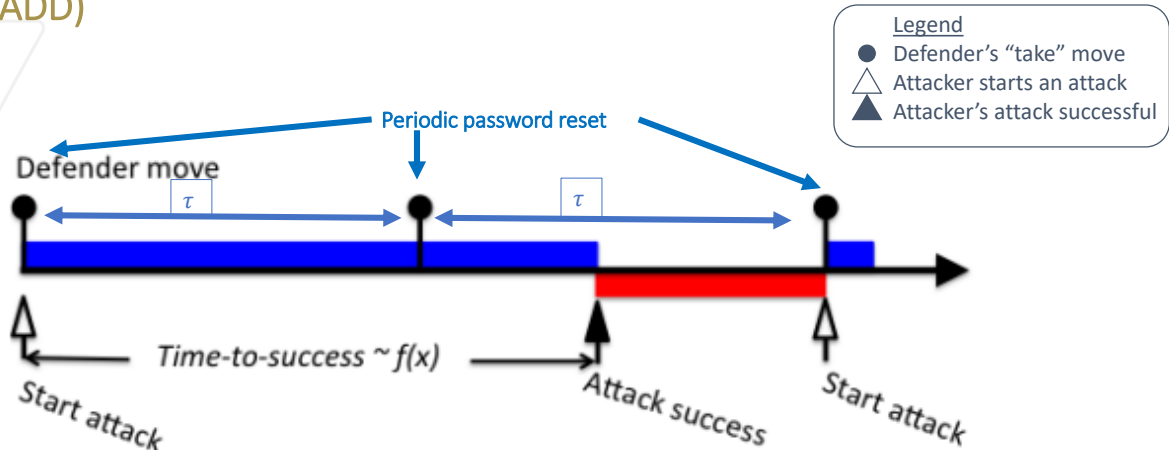 ADD)
Legend
Defender's “take” move
Attacker starts an attack
Attacker's attack successful
Periodic password reset
Defender move
τ
τ
Time-to-success ~ f(x)
Start attack
Attack success
Start attack